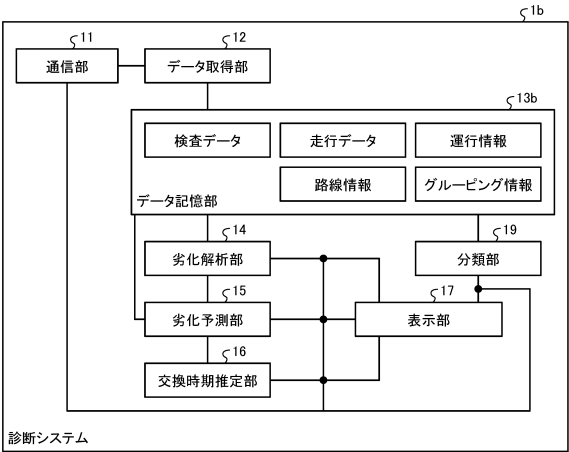 1b
11
通信部
12
データ取得部
13b
検査データ
走行データ
運行情報
路線情報
グルーピング情報
データ記憶部
14
劣化解析部
19
分類部
15
劣化予測部
17
表示部
16
交換時期推定部
診断システム